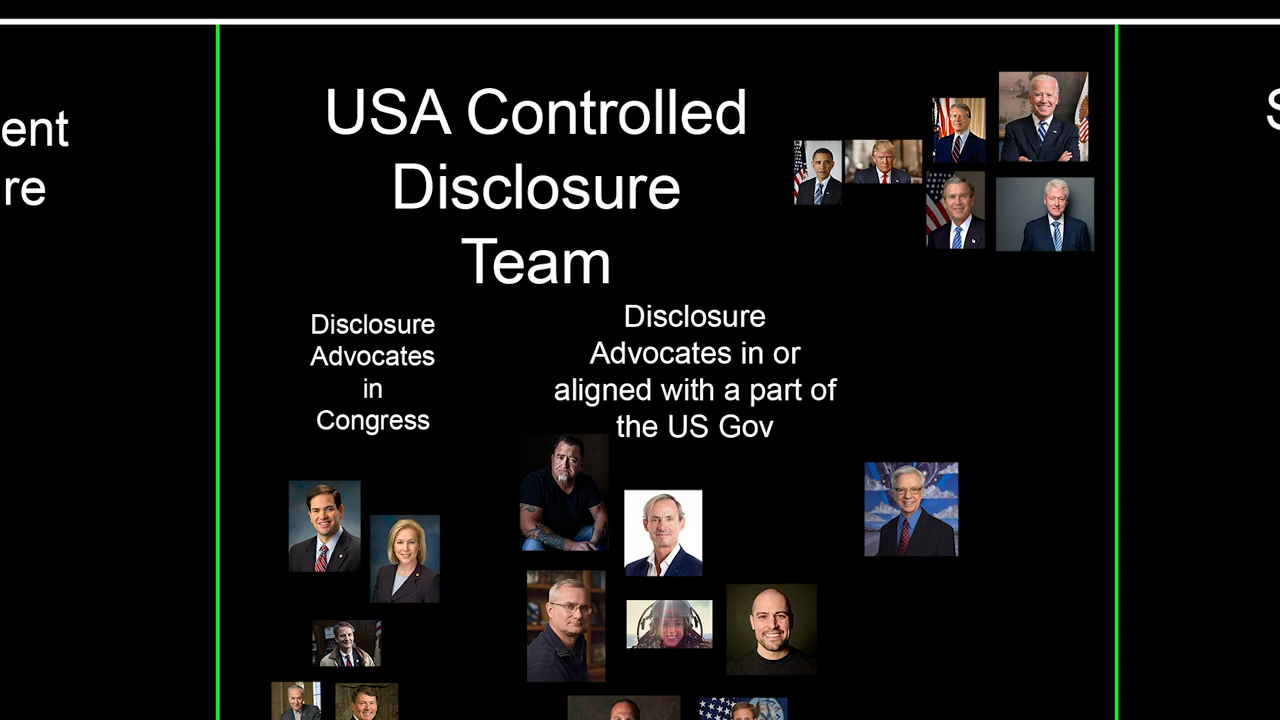 ent
re
USA Controlled
Disclosure
Team
Disclosure
Advocates
in
Congress
Disclosure
Advocates in or
aligned with a part of
the US Gov
S